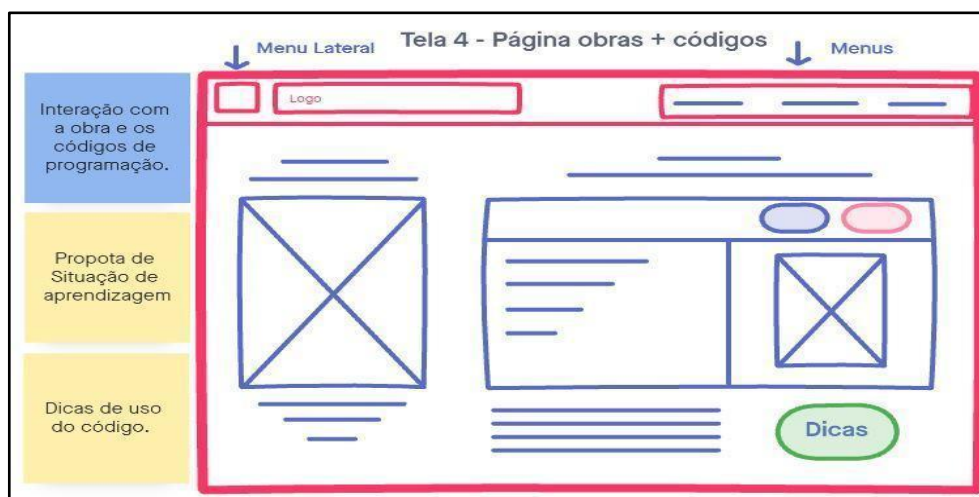 Tela 4 - Página obras + códigos
Menu Lateral
Menus
Logo
Interação com
a obra e os
códigos de
programação.
Propota de
Situação de
aprendizagem
Dicas de uso
do código.
Dicas